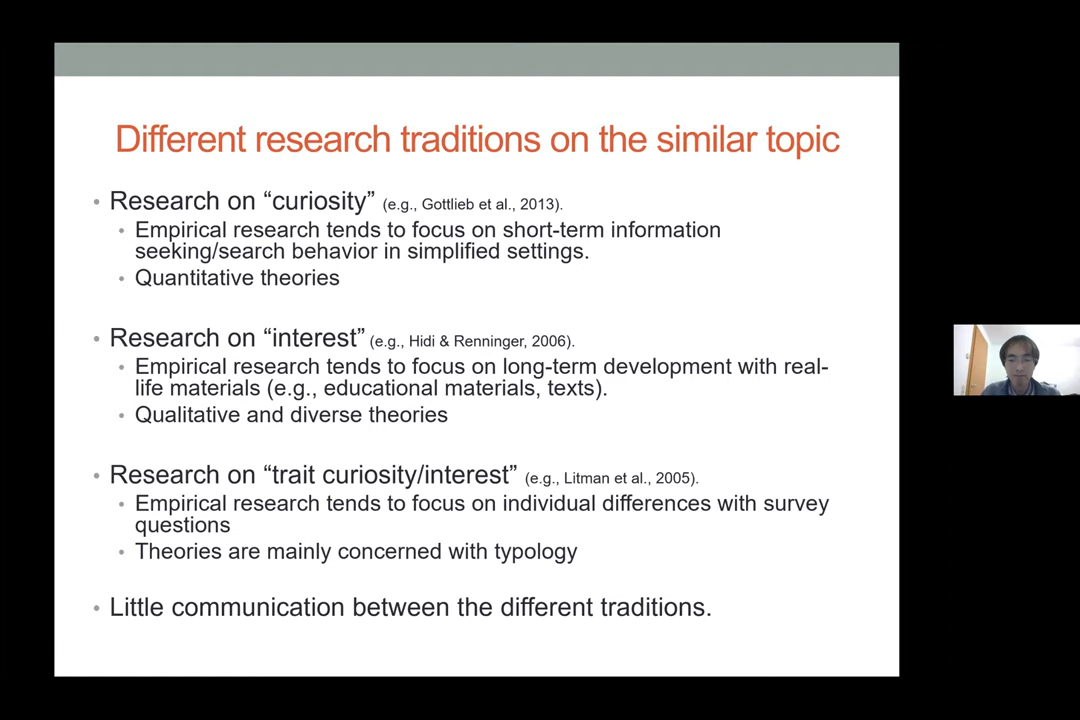 Different research traditions on the similar topic
• Research on “curiosity” (e.g., Gottlieb et al., 2013).
• Empirical research tends to focus on short-term information
seeking/search behavior in simplified settings.
• Quantitative theories
• Research on “interest” (e.g., Hidi & Renninger, 2006).
• Empirical research tends to focus on long-term development with real-
life materials (e.g., educational materials, texts).
• Qualitative and diverse theories
• Research on “trait curiosity/interest” (e.g., Litman et al., 2005).
• Empirical research tends to focus on individual differences with survey
questions
• Theories are mainly concerned with typology
• Little communication between the different traditions.